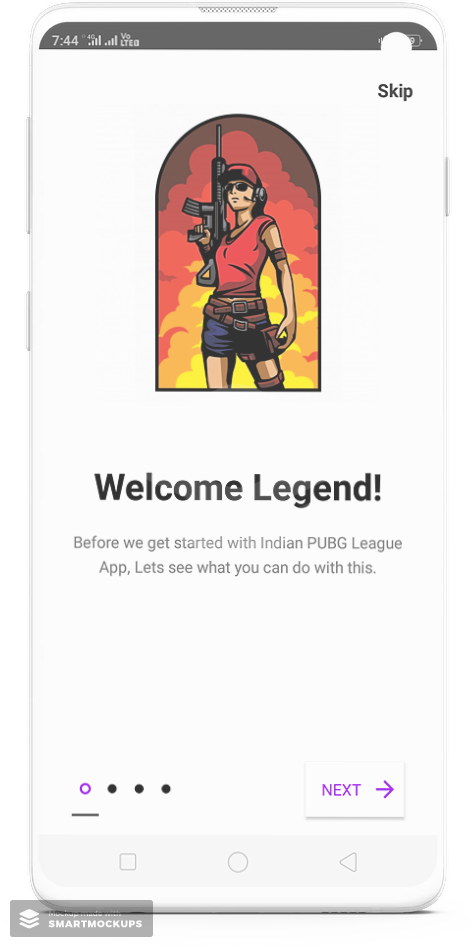 7:44 4G Vo LTE
Skip
Welcome Legend!
Before we get started with Indian PUBG League
App, Lets see what you can do with this.
NEXT
Mockup made with
SMARTMOCKUPS